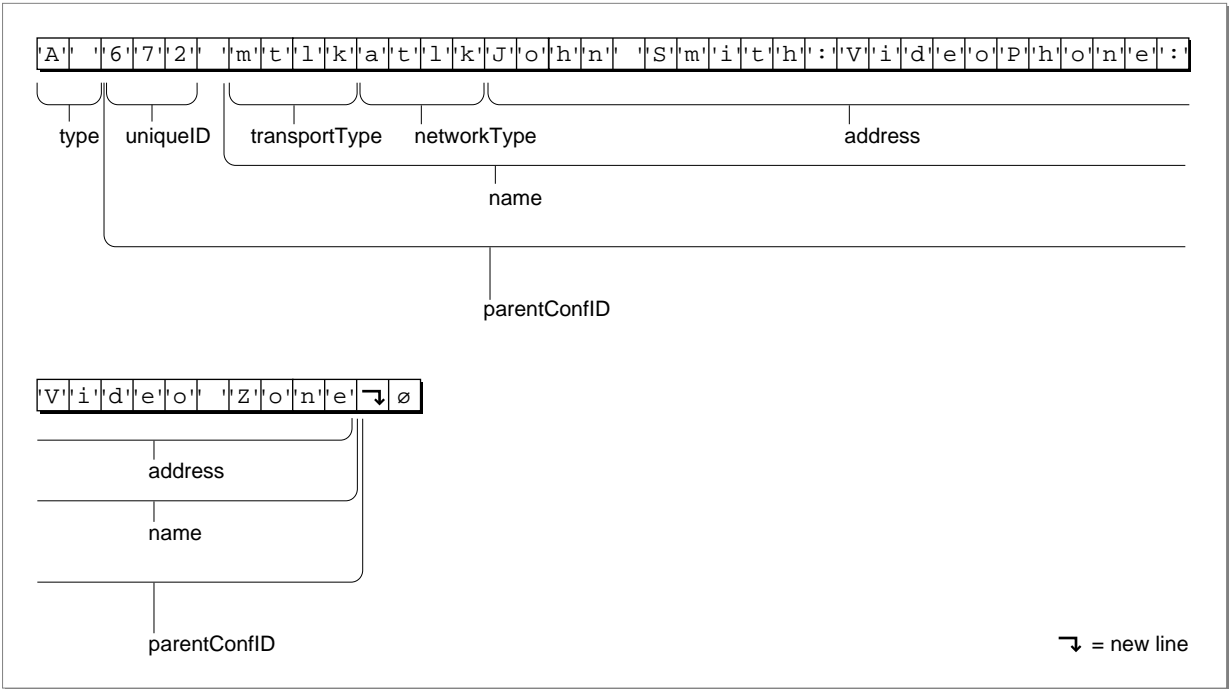 'A'' ''6''7''2'' ''m''t''l''k''a''t''l''k''J''o''h''n'' ''S''m''i''t''h'':''V''i''d''e''o''P''h''o''n''e'':'
type uniqueID transportType networkType address
name
parentConfID
'V''i''d''e''o'' ''Z''o''n''e' ⮧ ø
address
name
parentConfID
⮧ = new line